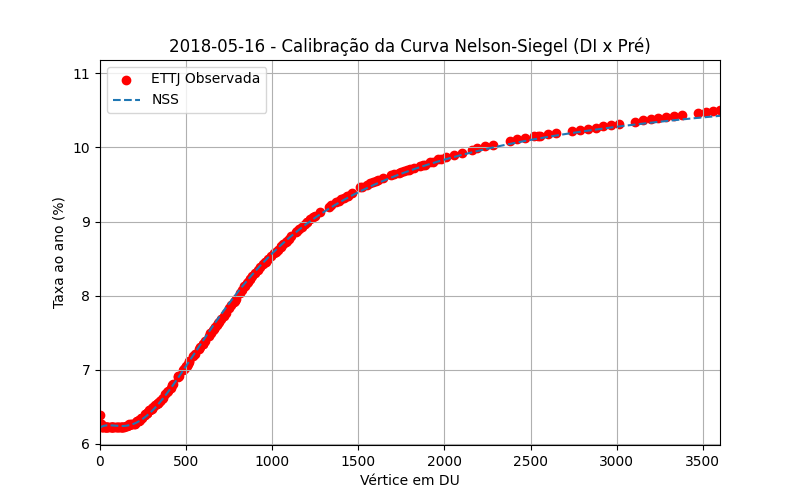 2018-05-16 - Calibração da Curva Nelson-Siegel (DI x Pré)
ETTJ Observada
NSS
Taxa ao ano (%)
11
10
9
8
7
6
0 500 1000 1500 2000 2500 3000 3500
Vértice em DU